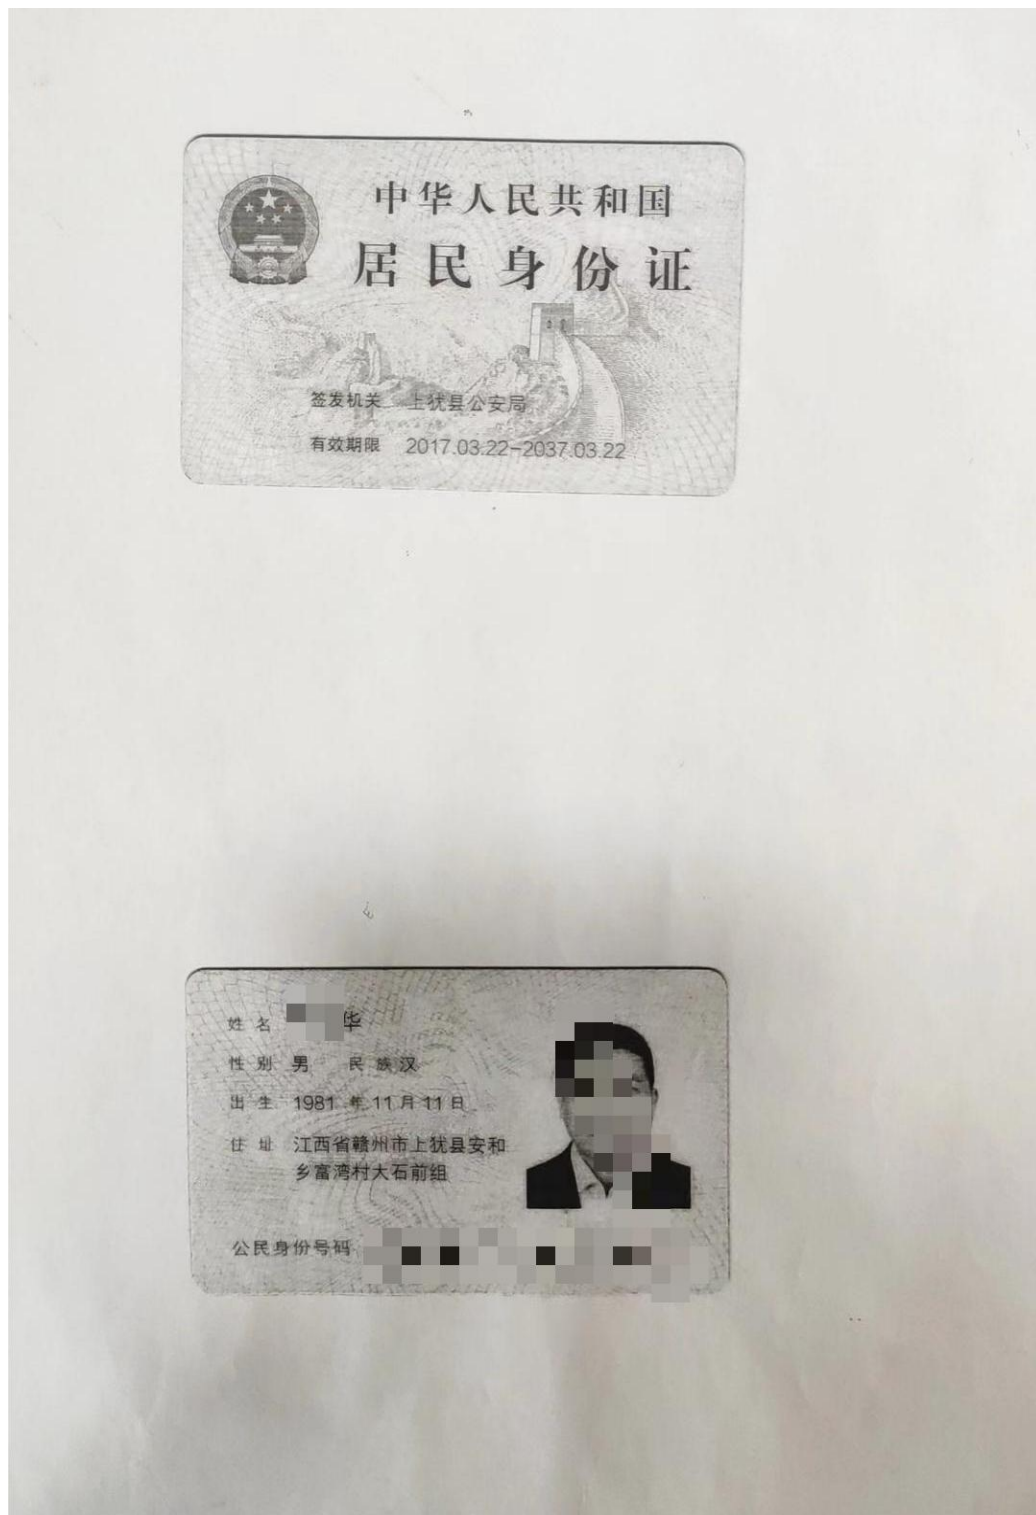 中华人民共和国
居民身份证
签发机关 上犹县公安局
有效期限 2017.03.22-2037.03.22
姓名 华
性别 男 民族 汉
出生 1981 年 11 月 11 日
住址 江西省赣州市上犹县安和
乡富湾村大石前组
公民身份号码